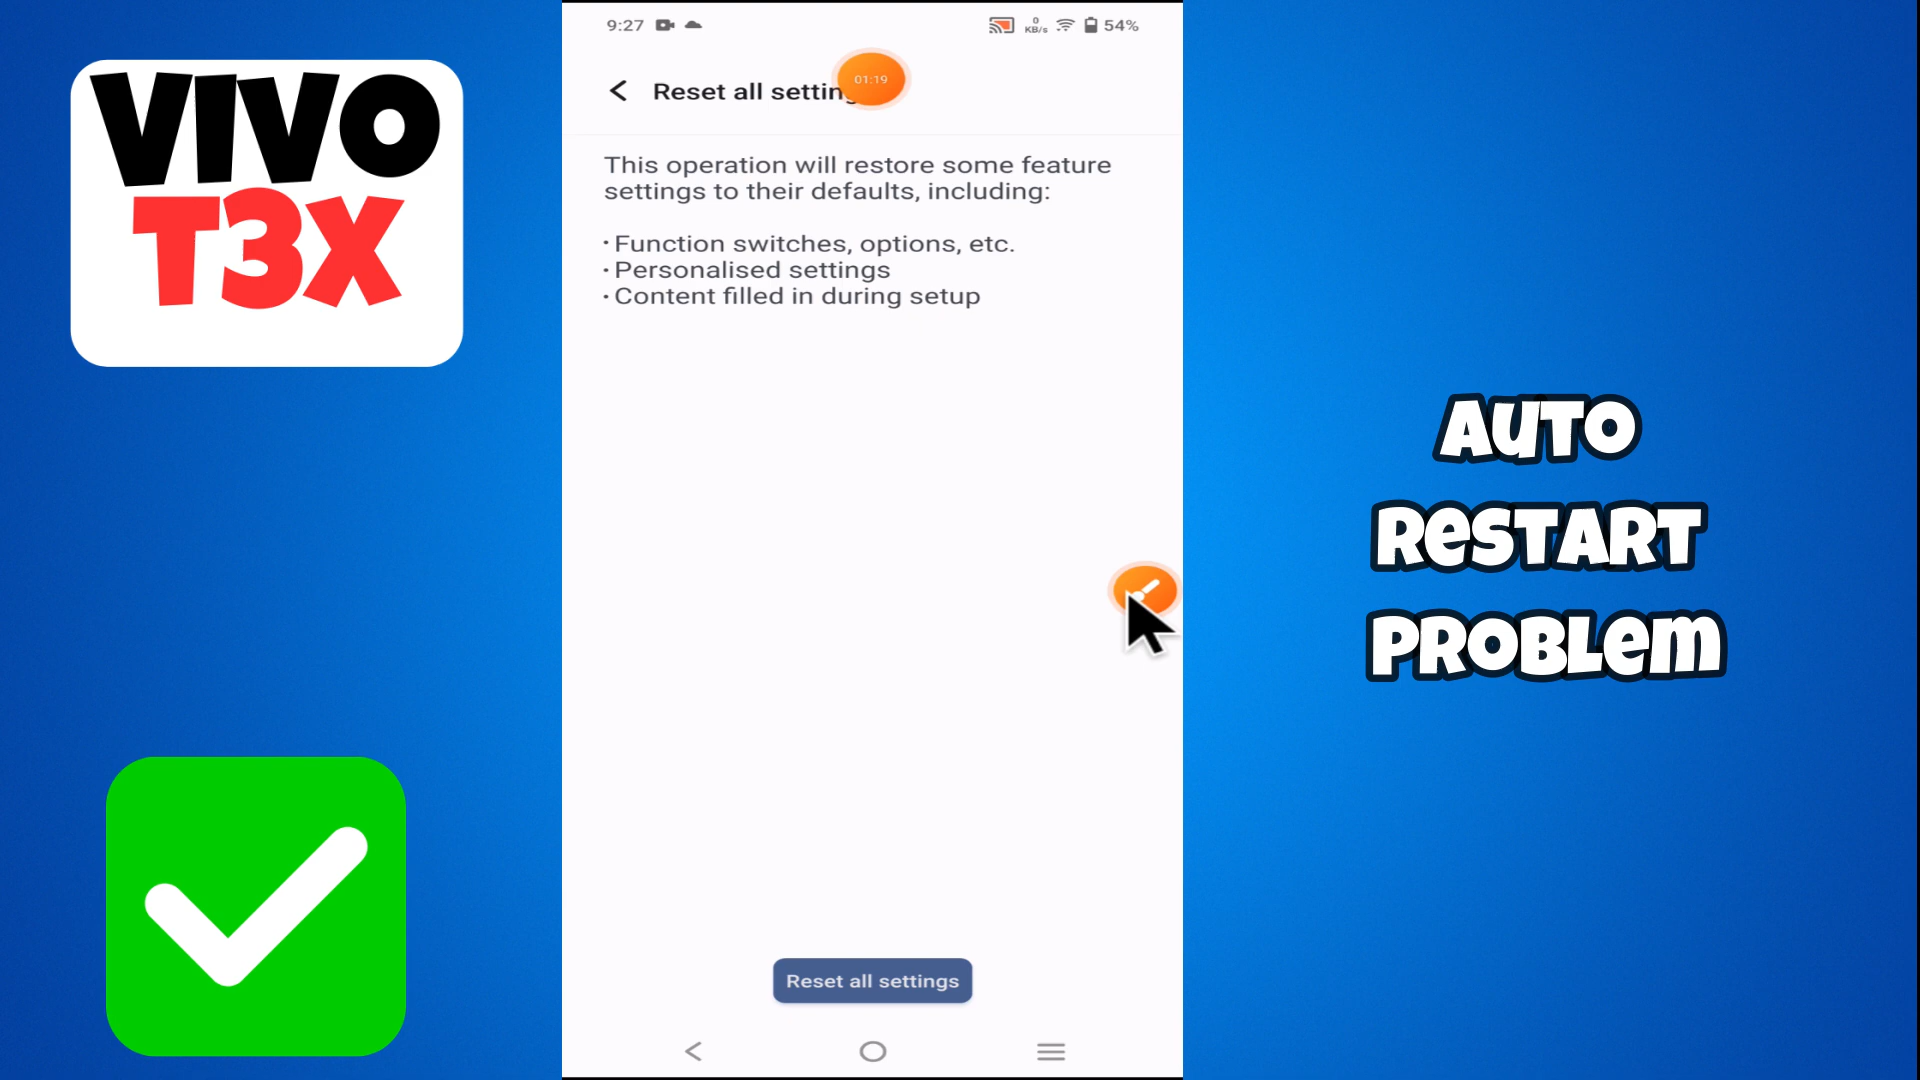 VIVO
T3X
9:27
0
KB/s
54%
01:19
Reset all settin
This operation will restore some feature
settings to their defaults, including:
· Function switches, options, etc.
· Personalised settings
· Content filled in during setup
AUTO
RESTART
PROBLEM
Reset all settings